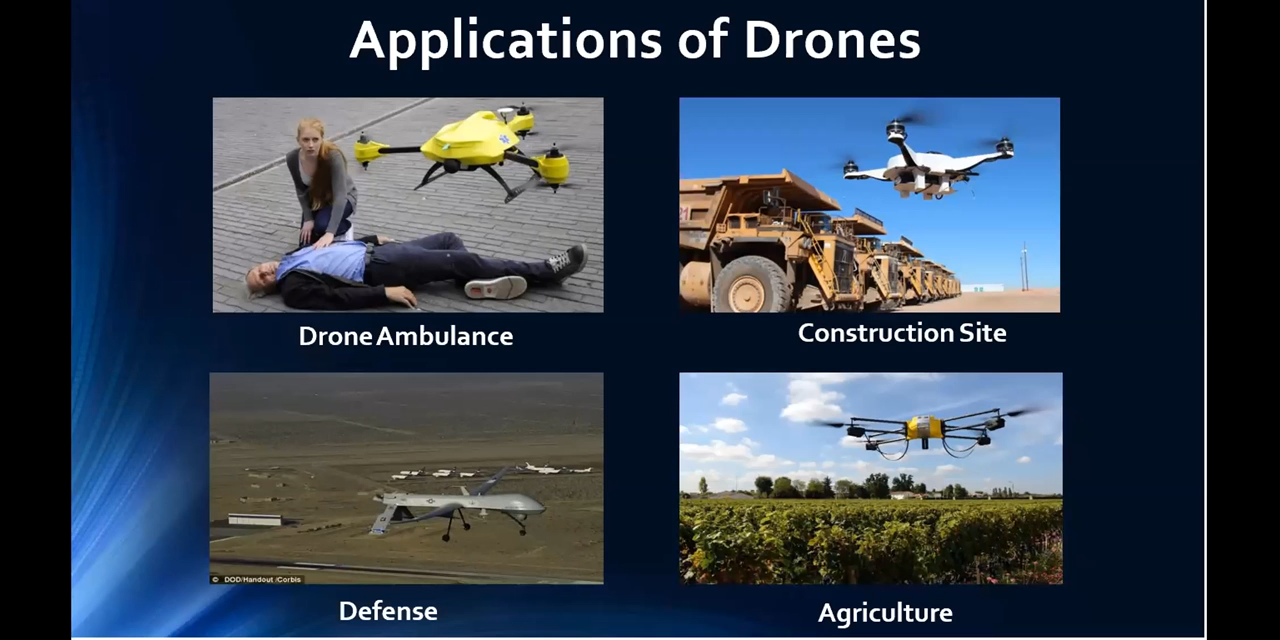 Applications of Drones
Drone Ambulance
Construction Site
© DOD/Handout /Corbis
Defense
Agriculture